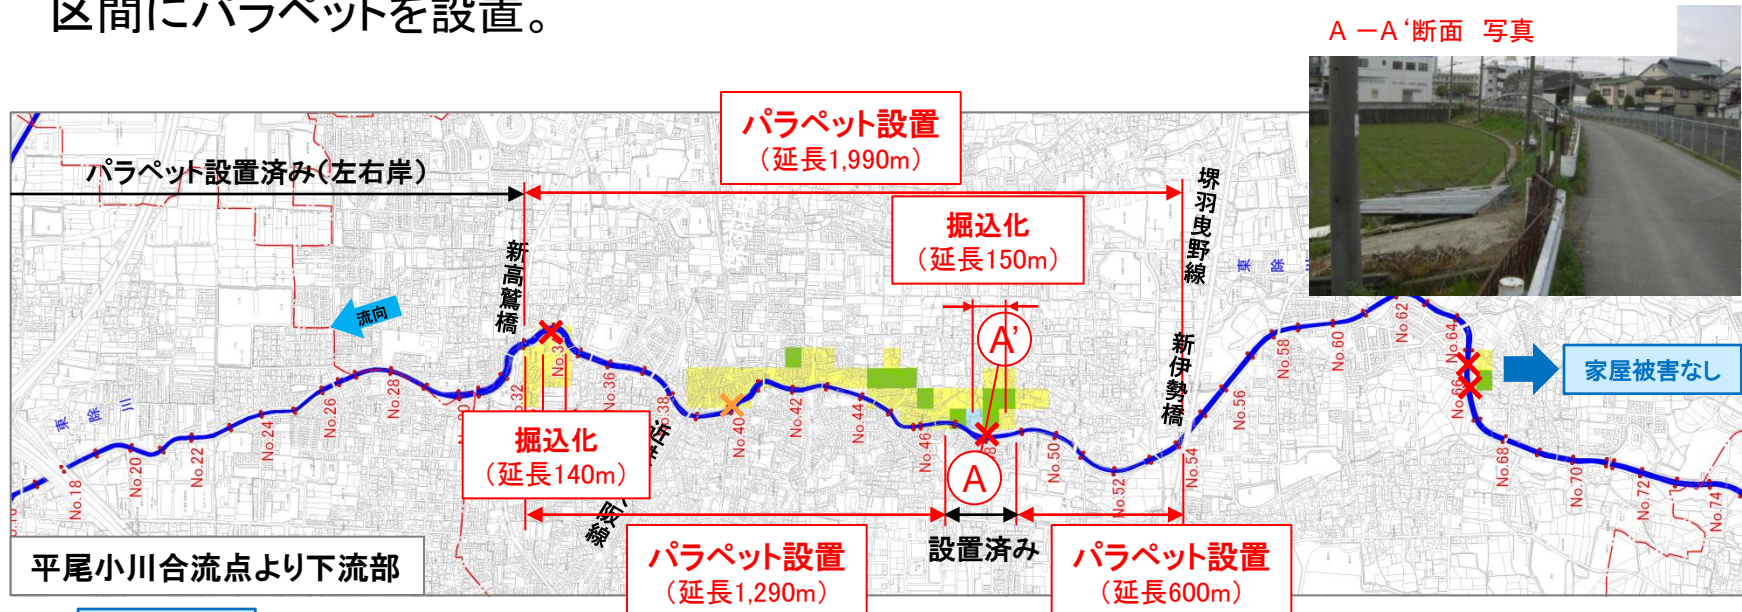 区間にパラペットを設置。
A －A‘断面 写真
パラペット設置
（延長1,990m）
パラペット設置済み（左右岸）
掘込化
（延長150m）
堺羽曳野線
新高鷲橋
流向
A'
新伊勢橋
東除川
家屋被害なし
東除川
No.18
No.20
No.22
No.24
No.26
No.28
No.36
No.38
No.40
No.42
No.44
No.46
No.50
No.52
No.54
No.56
No.58
No.60
No.62
No.64
No.66
No.68
No.70
No.72
No.74
掘込化
（延長140m）
A
阪線
平尾小川合流点より下流部
パラペット設置
（延長1,290m）
設置済み
パラペット設置
（延長600m）